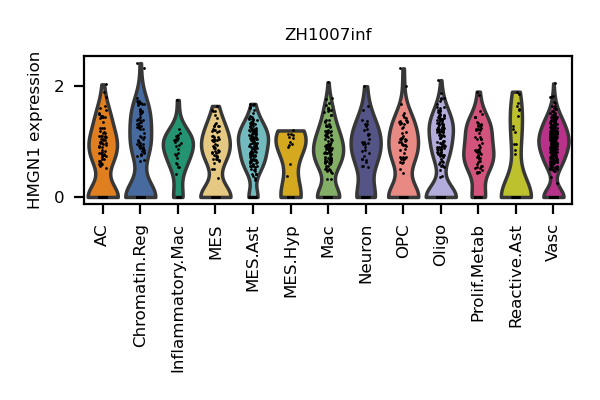 ZH1007inf
HMGN1 expression
2
0
AC
Chromatin.Reg
Inflammatory.Mac
MES
MES.Ast
MES.Hyp
Mac
Neuron
OPC
Oligo
Prolif.Metab
Reactive.Ast
Vasc